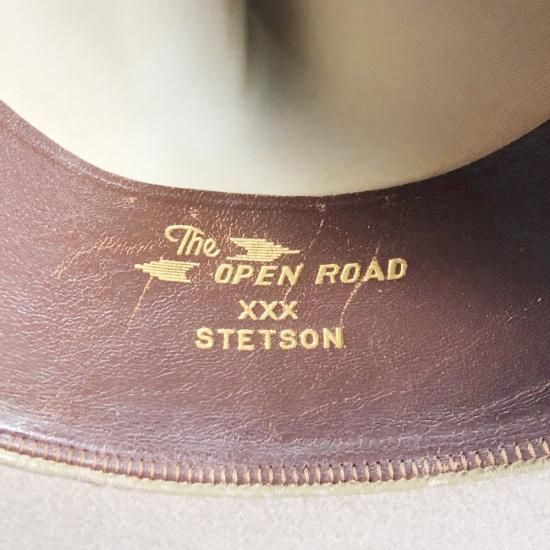 The
OPEN ROAD
XXX
STETSON